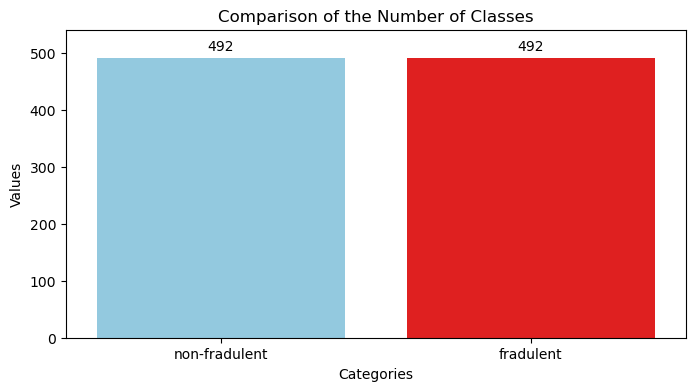 Comparison of the Number of Classes
492 492
500
400
300
200
100
0
Values
non-fradulent fradulent
Categories